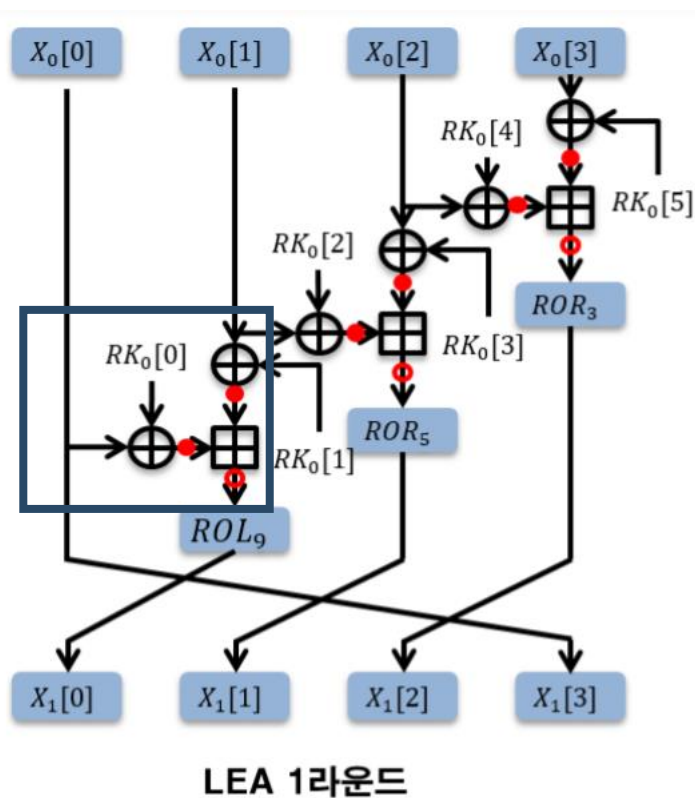 X₀[0] X₀[1] X₀[2] X₀[3]
RK₀[4]
RK₀[5]
RK₀[2]
ROR₃
RK₀[3]
RK₀[0]
ROR₅
RK₀[1]
ROL₉
X₁[0] X₁[1] X₁[2] X₁[3]
LEA 1라운드